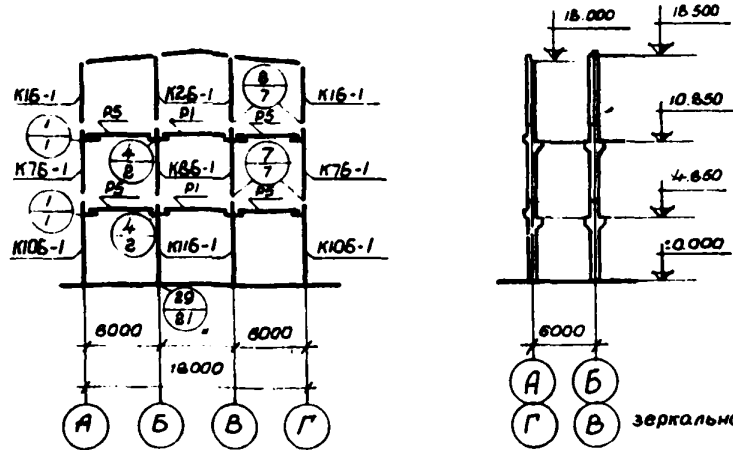 18.000 18.500
К1Б-1 К2Б-1 8/7 К1Б-1
1/1 Р5 Р1 Р5 10.850
К7Б-1 4/2 К8Б-1 7/7 К7Б-1
1/1 Р5 Р1 Р5 4.850
К10Б-1 4/2 К11Б-1 К10Б-1
±0.000
29/21
6000 6000 6000
18000
А Б
А Б В Г Г В зеркально